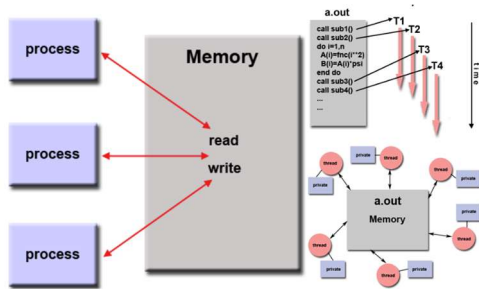 process
process
process
Memory
read
write
a.out
call sub1()
call sub2()
do i=1,n
A(i)=fnc(i**2)
B(i)=A(i)*psi
end do
call sub3()
call sub4()
...
...
T1
T2
T3
T4
time
thread
private
private
thread
thread
private
a.out
Memory
private
thread
thread
private
thread
private